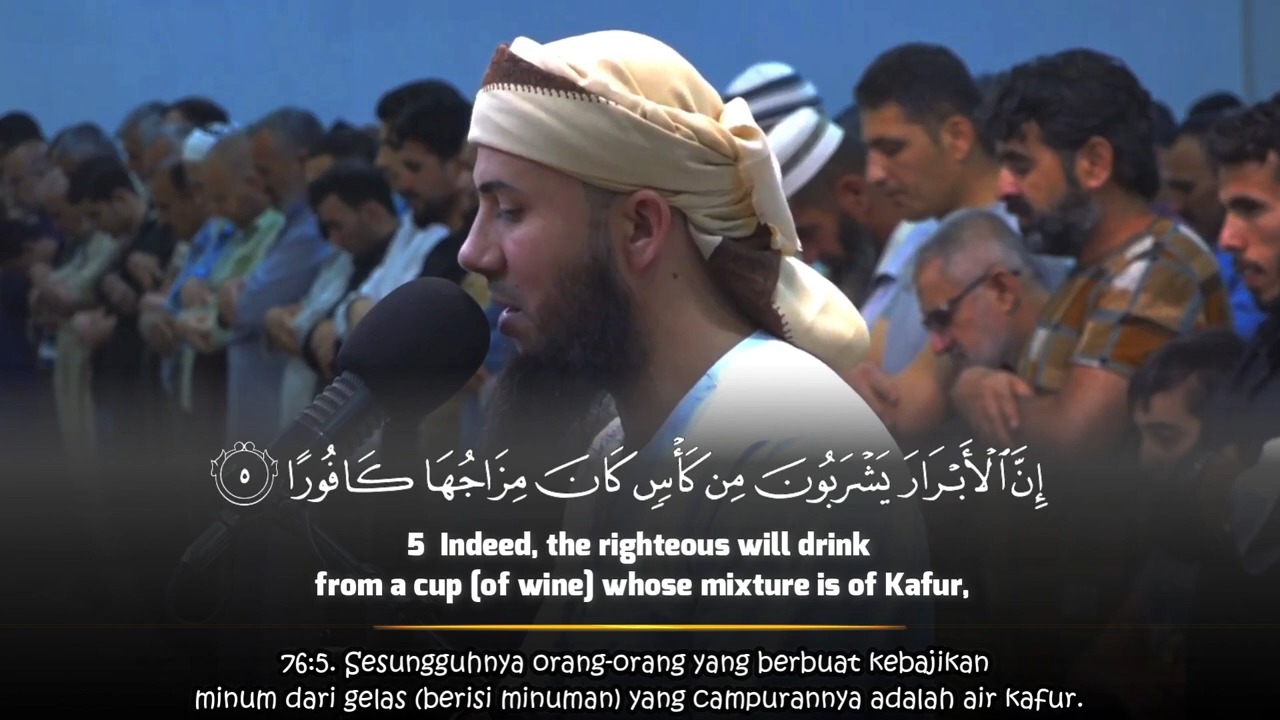 إِنَّ ٱلْأَبْرَارَ يَشْرَبُونَ مِن كَأْسٍ كَانَ مِزَاجُهَا كَافُورًا ٥
5 Indeed, the righteous will drink
from a cup (of wine) whose mixture is of Kafur,
76:5. Sesungguhnya orang-orang yang berbuat kebajikan
minum dari gelas (berisi minuman) yang campurannya adalah air kafur.